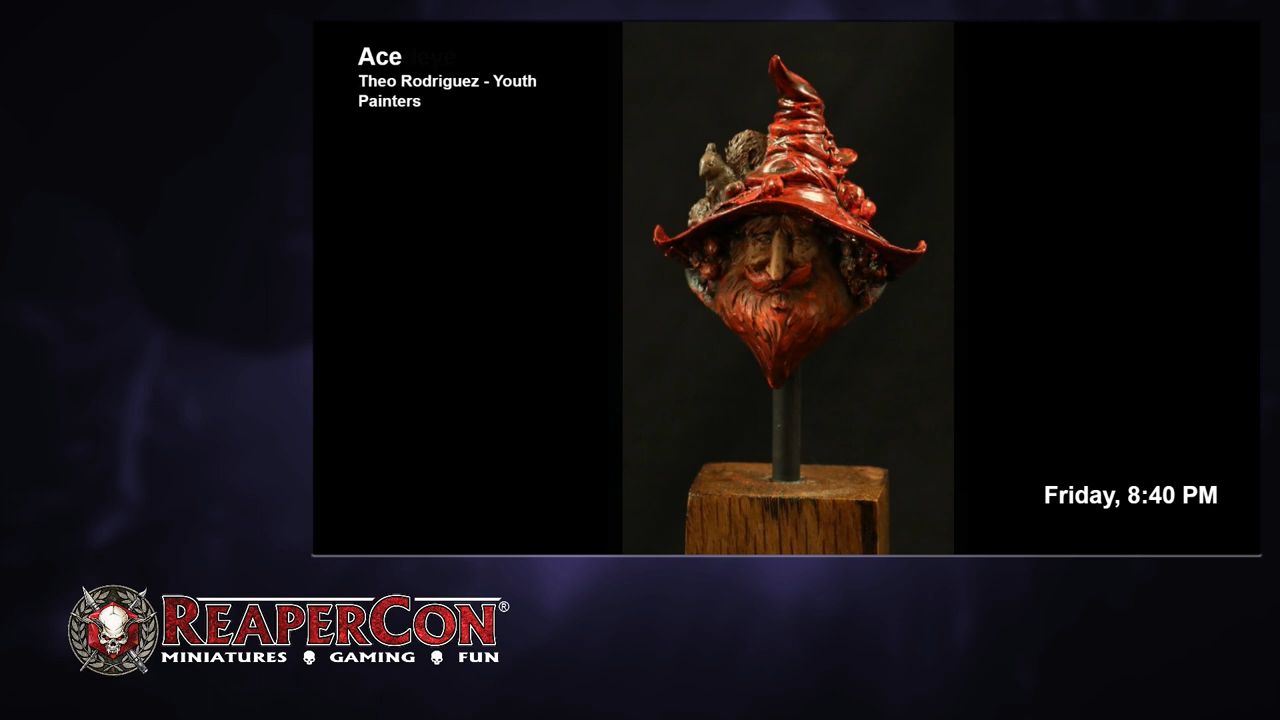 Ace
Theo Rodriguez - Youth
Painters
Friday, 8:40 PM
REAPERCON®
MINIATURES GAMING FUN